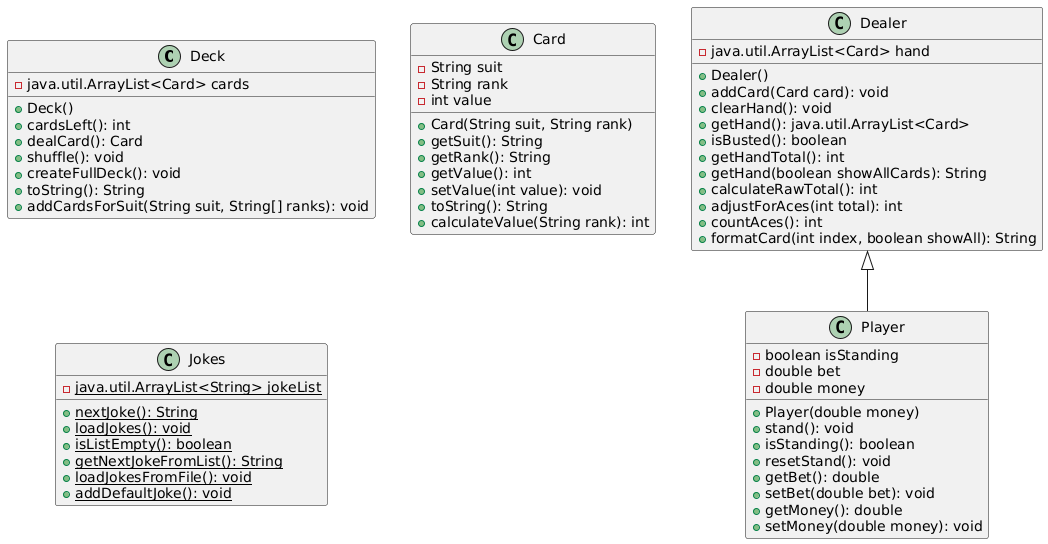 C Deck
java.util.ArrayList<Card> cards
Deck()
cardsLeft(): int
dealCard(): Card
shuffle(): void
createFullDeck(): void
toString(): String
addCardsForSuit(String suit, String[] ranks): void
C Card
String suit
String rank
int value
Card(String suit, String rank)
getSuit(): String
getRank(): String
getValue(): int
setValue(int value): void
toString(): String
calculateValue(String rank): int
C Dealer
java.util.ArrayList<Card> hand
Dealer()
addCard(Card card): void
clearHand(): void
getHand(): java.util.ArrayList<Card>
isBusted(): boolean
getHandTotal(): int
getHand(boolean showAllCards): String
calculateRawTotal(): int
adjustForAces(int total): int
countAces(): int
formatCard(int index, boolean showAll): String
C Jokes
java.util.ArrayList<String> jokeList
nextJoke(): String
loadJokes(): void
isListEmpty(): boolean
getNextJokeFromList(): String
loadJokesFromFile(): void
addDefaultJoke(): void
C Player
boolean isStanding
double bet
double money
Player(double money)
stand(): void
isStanding(): boolean
resetStand(): void
getBet(): double
setBet(double bet): void
getMoney(): double
setMoney(double money): void